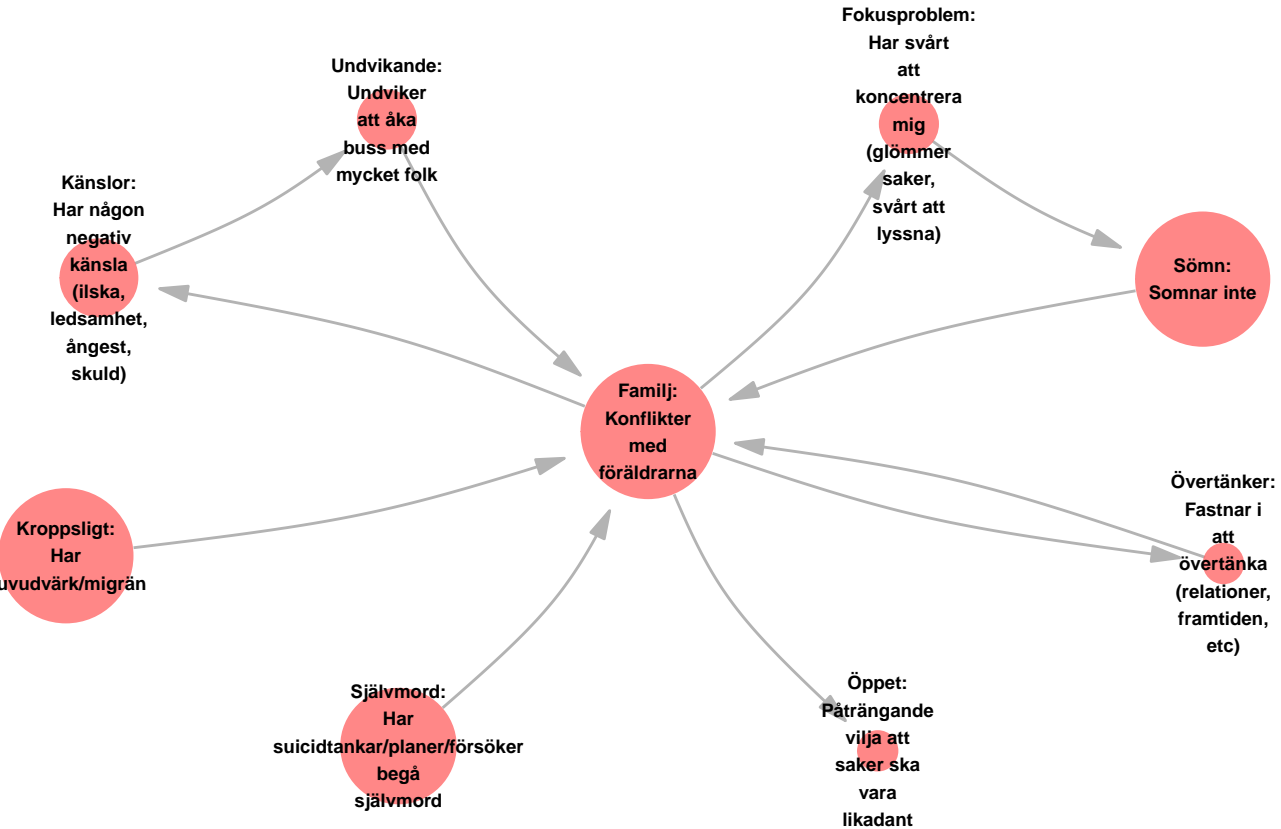 Fokusproblem:
Har svårt
att
koncentrera
mig
(glömmer
saker,
svårt att
lyssna)
Undvikande:
Undviker
att åka
buss med
mycket folk
Känslor:
Har någon
negativ
känsla
(ilska,
ledsamhet,
ångest,
skuld)
Sömn:
Somnar inte
Familj:
Konflikter
med
föräldrarna
Kroppsligt:
Har
uvudvärk/migrän
Övertänker:
Fastnar i
att
övertänka
(relationer,
framtiden,
etc)
Självmord:
Har
suicidtankar/planer/försöker
begå
självmord
Öppet:
Påträngande
vilja att
saker ska
vara
likadant